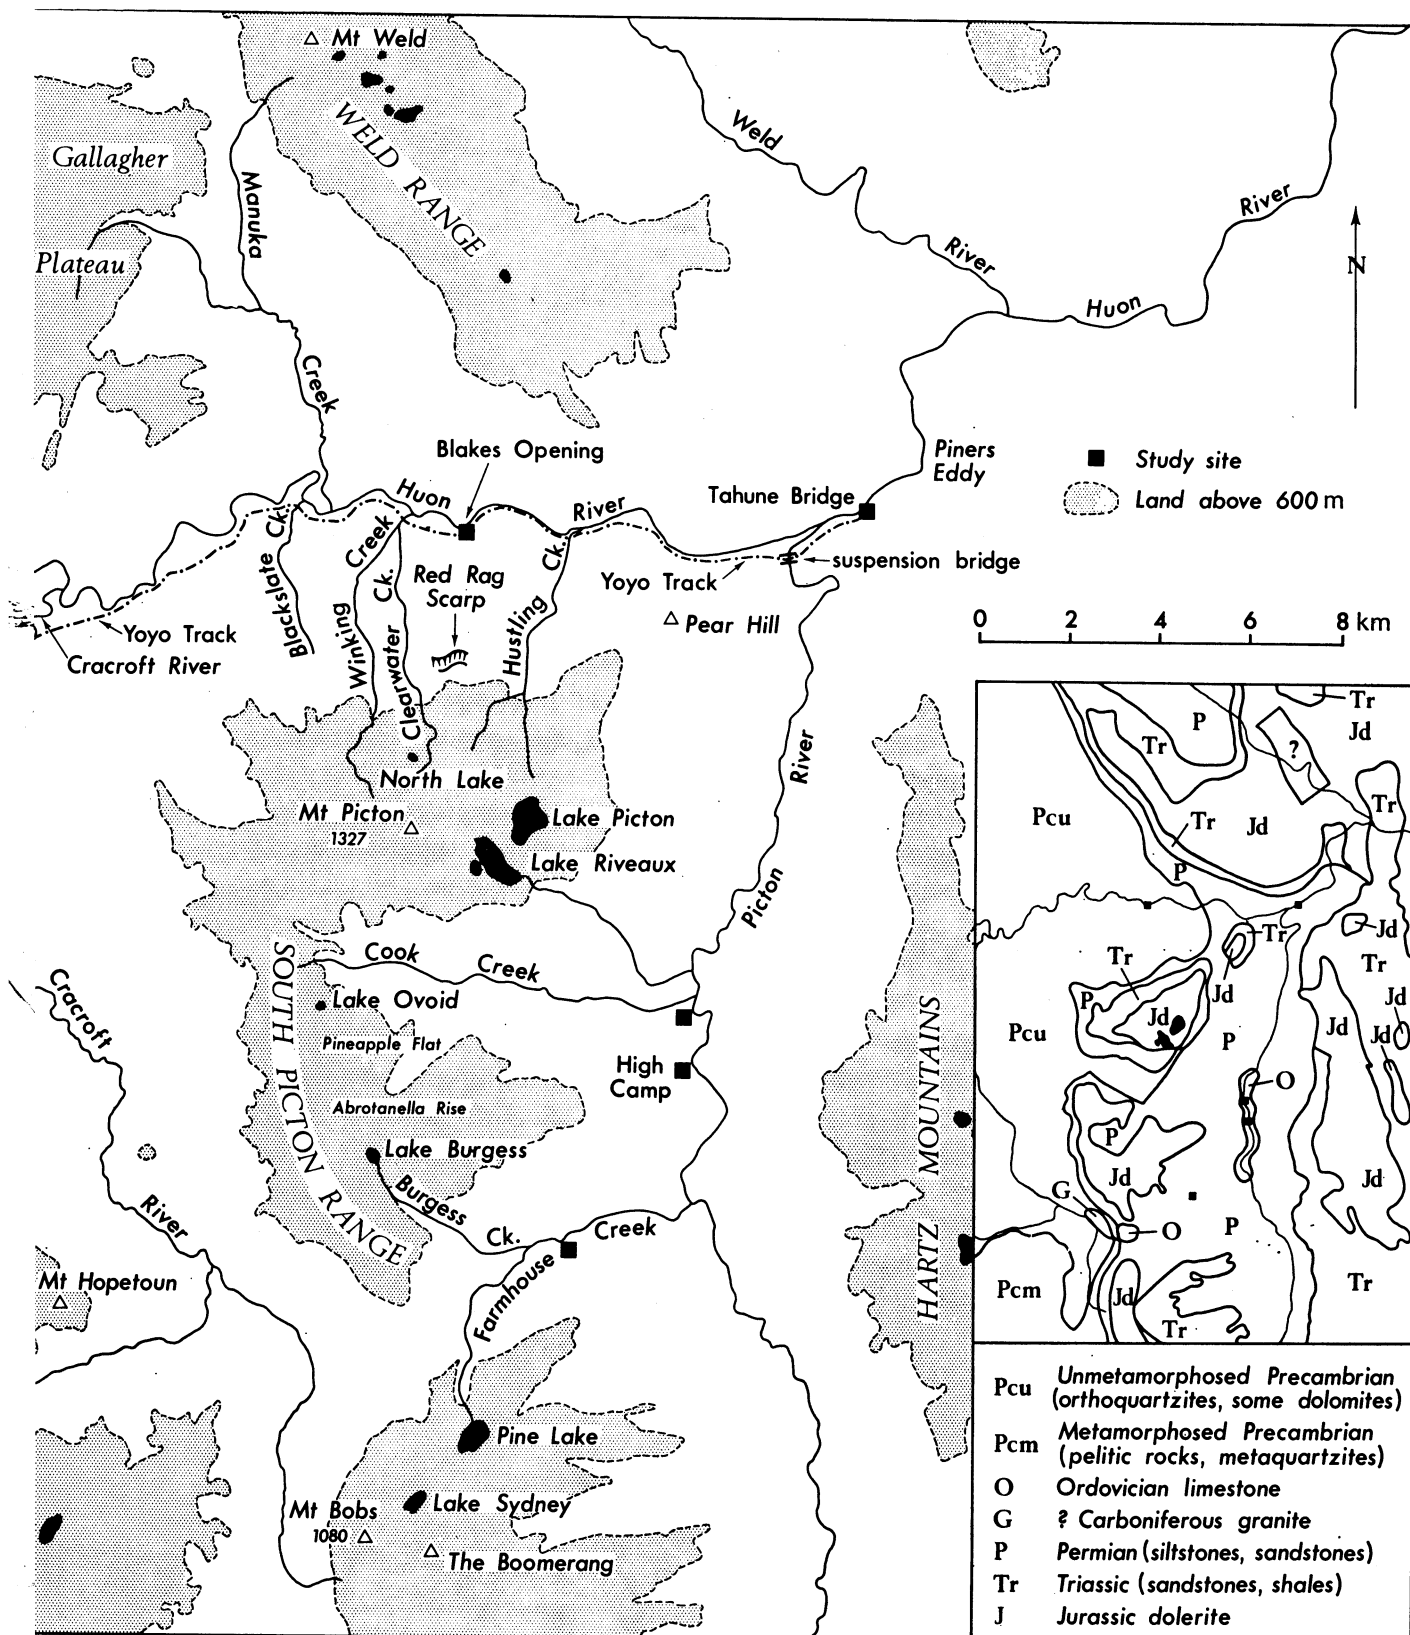 Mt Weld
WELD RANGE
Gallagher
Plateau
Manuka
Creek
Weld
River
River
Huon
N
Piners
Eddy
Blakes Opening
Huon
River
Tahune Bridge
Study site
Land above 600 m
suspension bridge
Yoyo Track
0 2 4 6 8 km
Blackslate Ck.
Winking
Creek
Clearwater Ck.
Red Rag
Scarp
Hustling Ck.
Pear Hill
Yoyo Track
Cracroft River
North Lake
Mt Picton
1327
Lake Picton
Lake Riveaux
Picton
River
Cook Creek
Lake Ovoid
Pineapple Flat
High
Camp
Abrotanella Rise
Lake Burgess
SOUTH PICTON RANGE
Burgess
Ck.
Farmhouse
Creek
Cracroft
River
Mt Hopetoun
Pine Lake
Lake Sydney
Mt Bobs
1080
The Boomerang
HARTZ MOUNTAINS
Tr
P
Jd
Tr
?
Tr
Pcu
Tr
Jd
P
Tr
Jd
Tr
Tr
Jd
P
Jd
Jd
Pcu
P
Jd
Jd
O
P
Jd
Jd
G
P
O
Pcm
Jd
Tr
Tr
Pcu Unmetamorphosed Precambrian
(orthoquartzites, some dolomites)
Pcm Metamorphosed Precambrian
(pelitic rocks, metaquartzites)
O Ordovician limestone
G ? Carboniferous granite
P Permian (siltstones, sandstones)
Tr Triassic (sandstones, shales)
J Jurassic dolerite